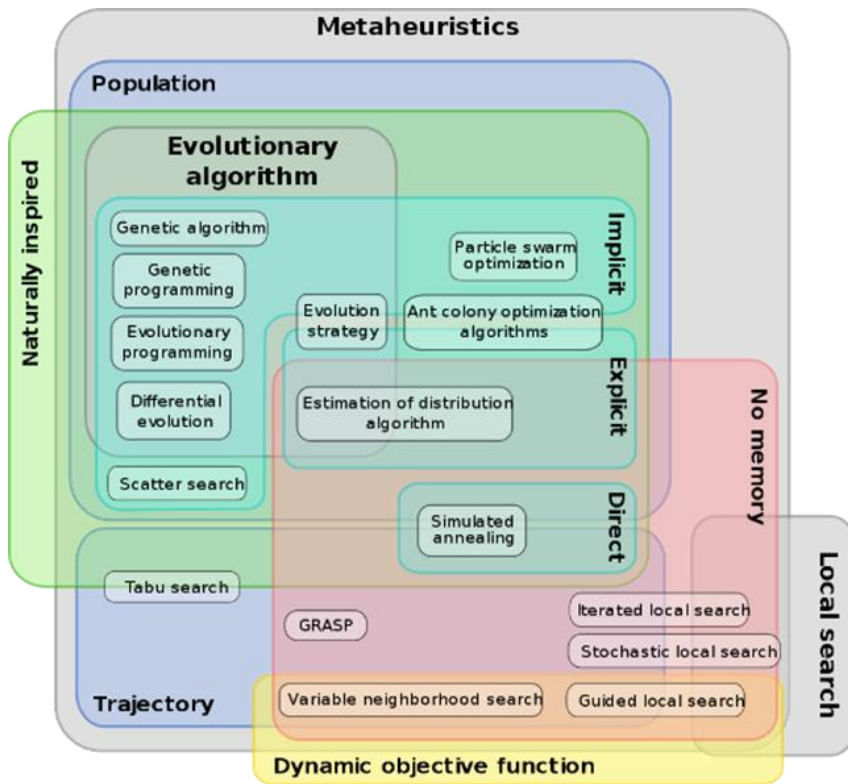 Metaheuristics
Population
Naturally inspired
Evolutionary
algorithm
Implicit
Genetic algorithm
Particle swarm
optimization
Genetic
programming
Evolution
strategy
Ant colony optimization
algorithms
Evolutionary
programming
Explicit
No memory
Differential
evolution
Estimation of distribution
algorithm
Scatter search
Direct
Simulated
annealing
Local search
Tabu search
GRASP
Iterated local search
Stochastic local search
Trajectory
Variable neighborhood search
Guided local search
Dynamic objective function